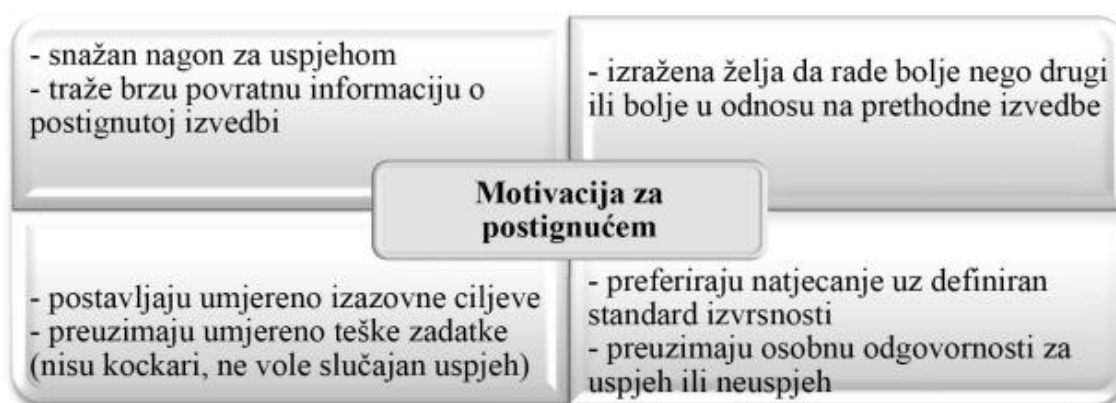 - snažan nagon za uspjehom
- traže brzu povratnu informaciju o
postignutoj izvedbi
- izražena želja da rade bolje nego drugi
ili bolje u odnosu na prethodne izvedbe
Motivacija za
postignućem
- postavljaju umjereno izazovne ciljeve
- preuzimaju umjereno teške zadatke
(nisu kockari, ne vole slučajan uspjeh)
- preferiraju natjecanje uz definiran
standard izvrsnosti
- preuzimaju osobnu odgovornosti za
uspjeh ili neuspjeh